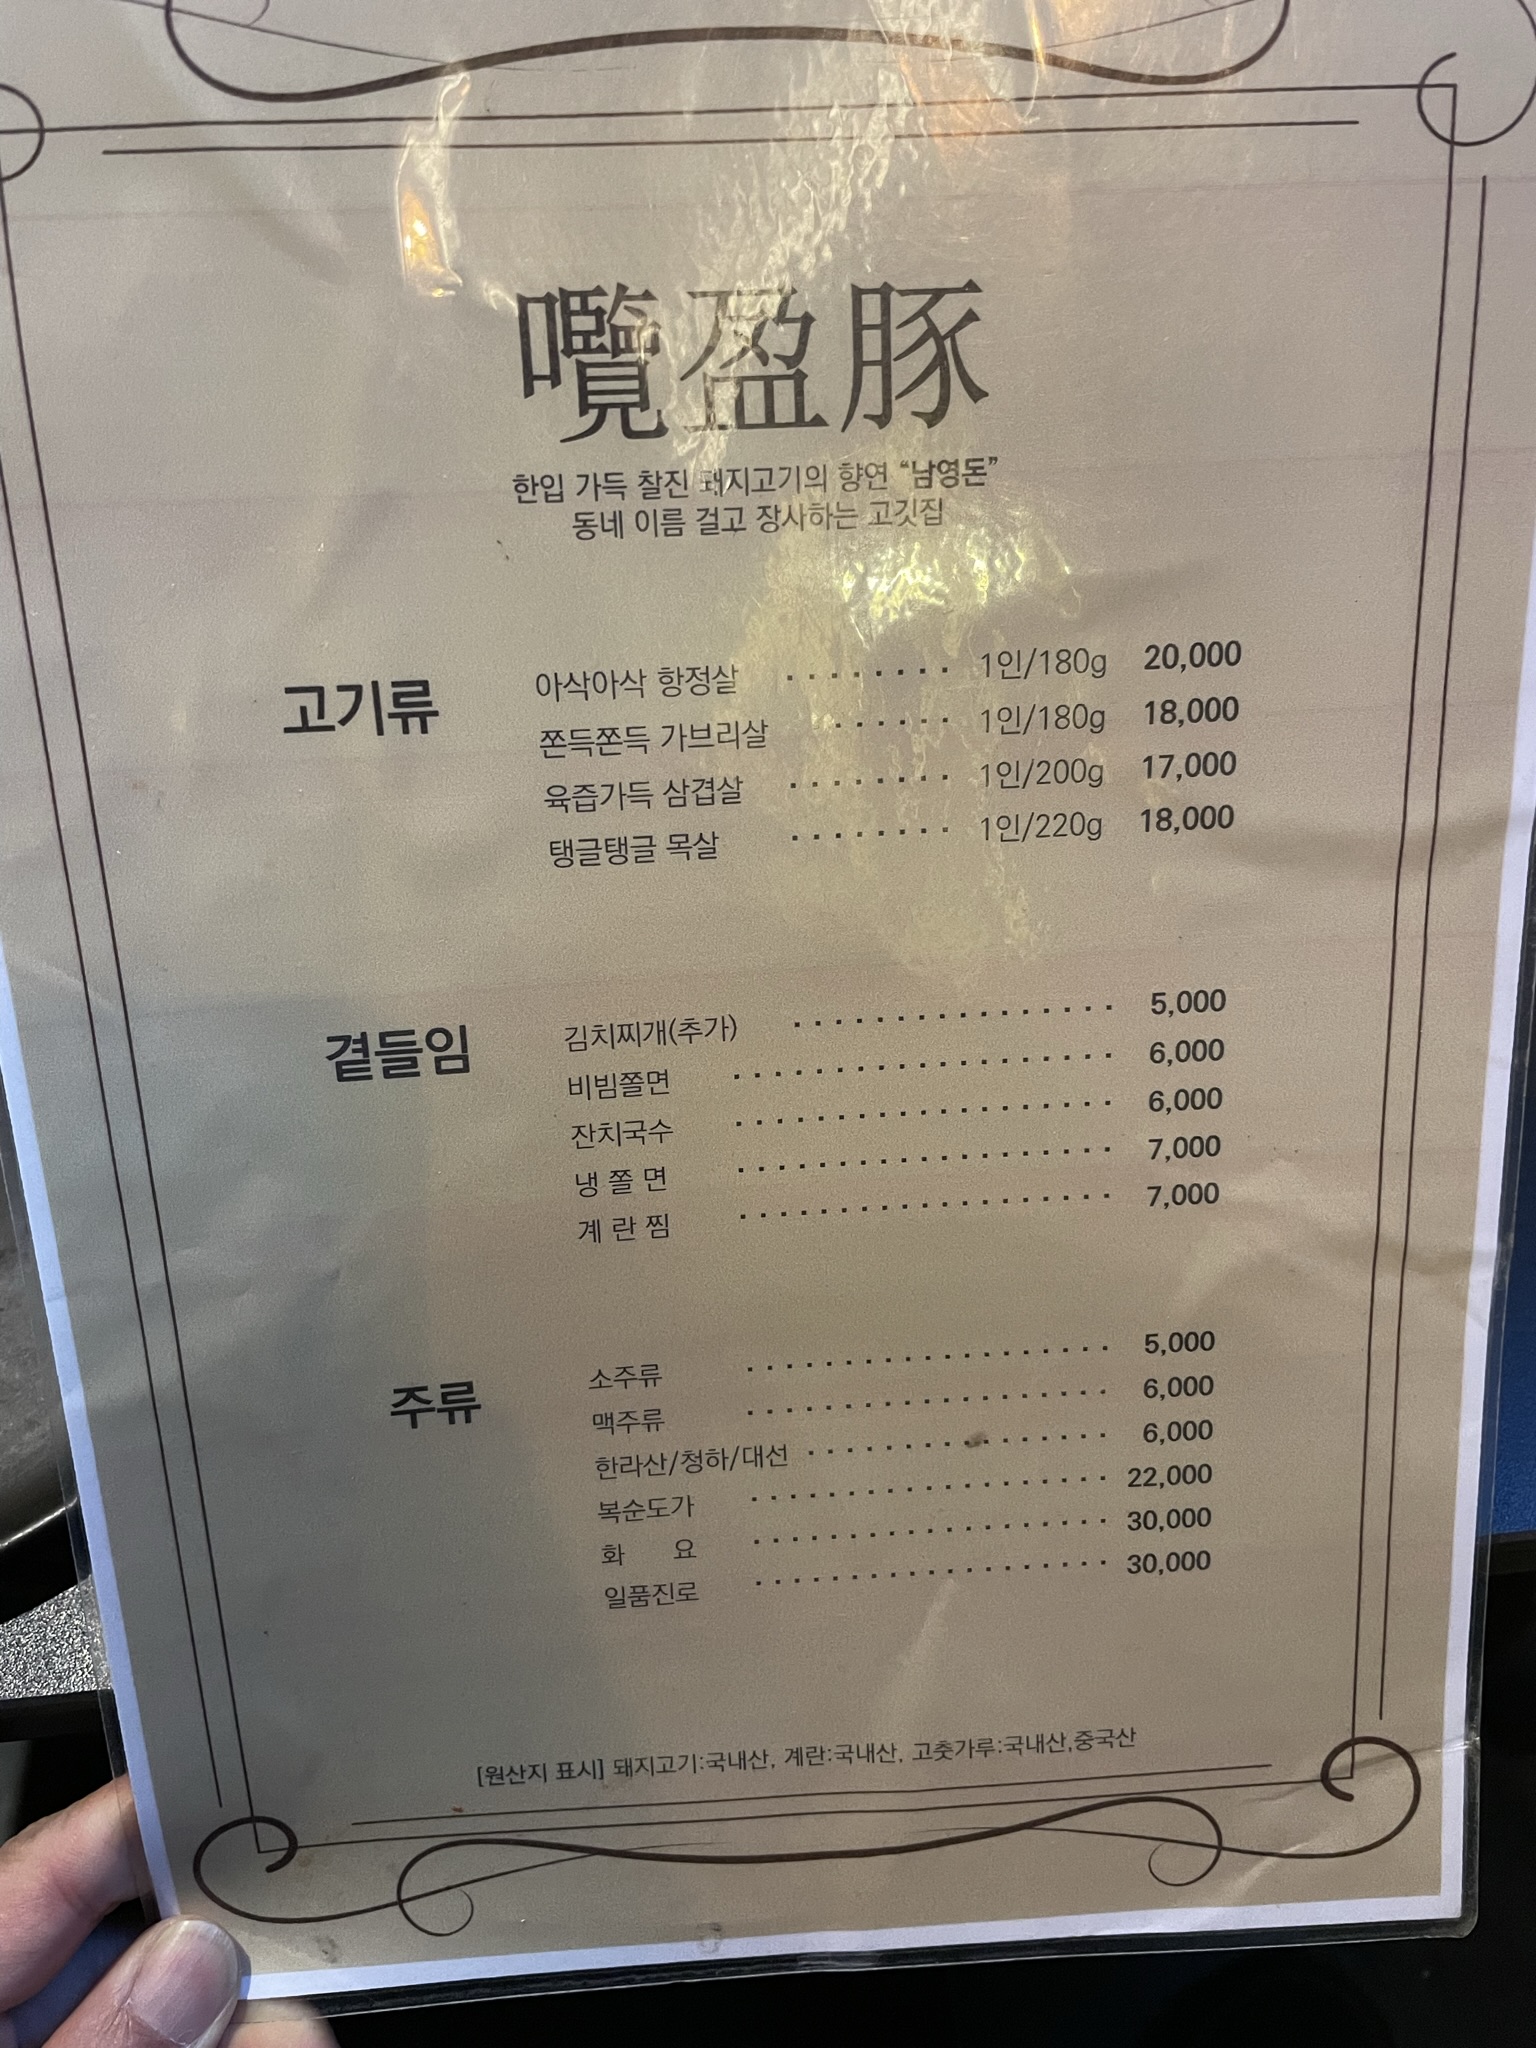 嚂盈豚
한입 가득 찰진 돼지고기의 향연 “남영돈”
동네 이름 걸고 장사하는 고깃집
고기류
아삭아삭 항정살 ········ 1인/180g 20,000
쫀득쫀득 가브리살 ······ 1인/180g 18,000
육즙가득 삼겹살 ········ 1인/200g 17,000
탱글탱글 목살 ········ 1인/220g 18,000
곁들임
김치찌개(추가) ················ 5,000
비빔쫄면 ··················· 6,000
잔치국수 ··················· 6,000
냉 쫄 면 ··················· 7,000
계 란 찜 ··················· 7,000
주류
소주류 ·················· 5,000
맥주류 ·················· 6,000
한라산/청하/대선 ··············· 6,000
복순도가 ·················· 22,000
화 요 ·················· 30,000
일품진로 ·················· 30,000
[원산지 표시] 돼지고기:국내산, 계란:국내산, 고춧가루:국내산,중국산